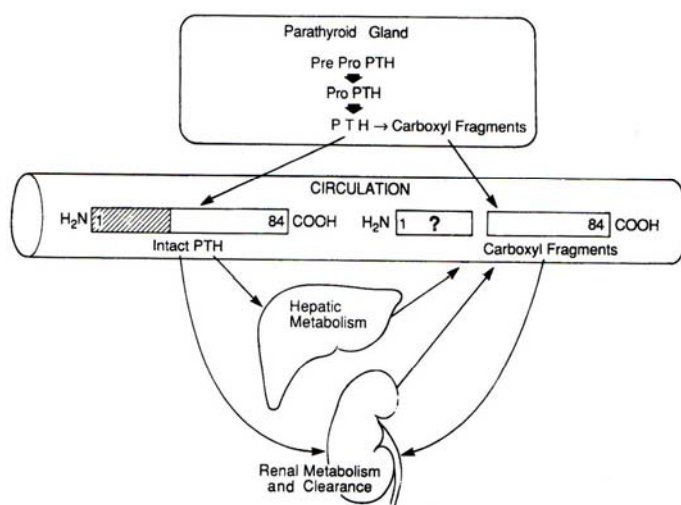 Parathyroid Gland
Pre Pro PTH
Pro PTH
P T H → Carboxyl Fragments
CIRCULATION
H₂N 1 84 COOH H₂N 1 ? 84 COOH
Intact PTH Carboxyl Fragments
Hepatic
Metabolism
Renal Metabolism
and Clearance